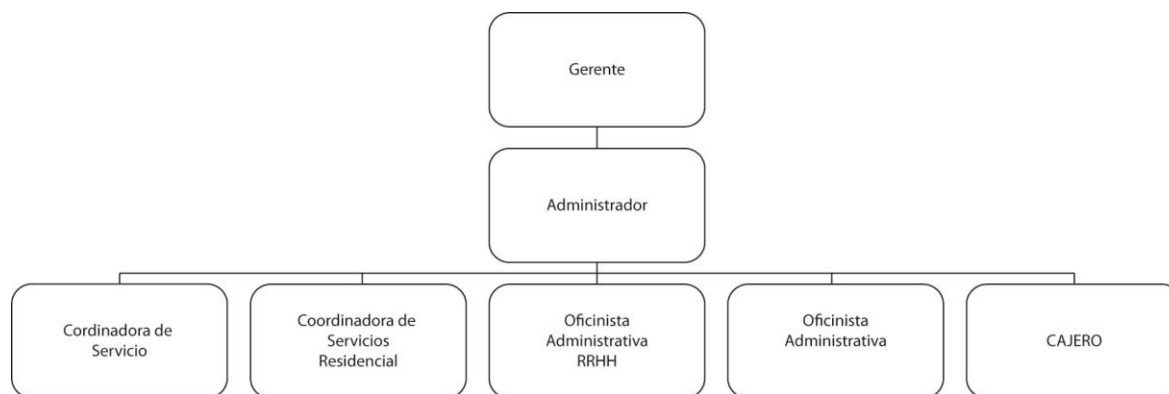 Gerente
Administrador
Cordinadora de
Servicio
Coordinadora de
Servicios
Residencial
Oficinista
Administrativa
RRHH
Oficinista
Administrativa
CAJERO